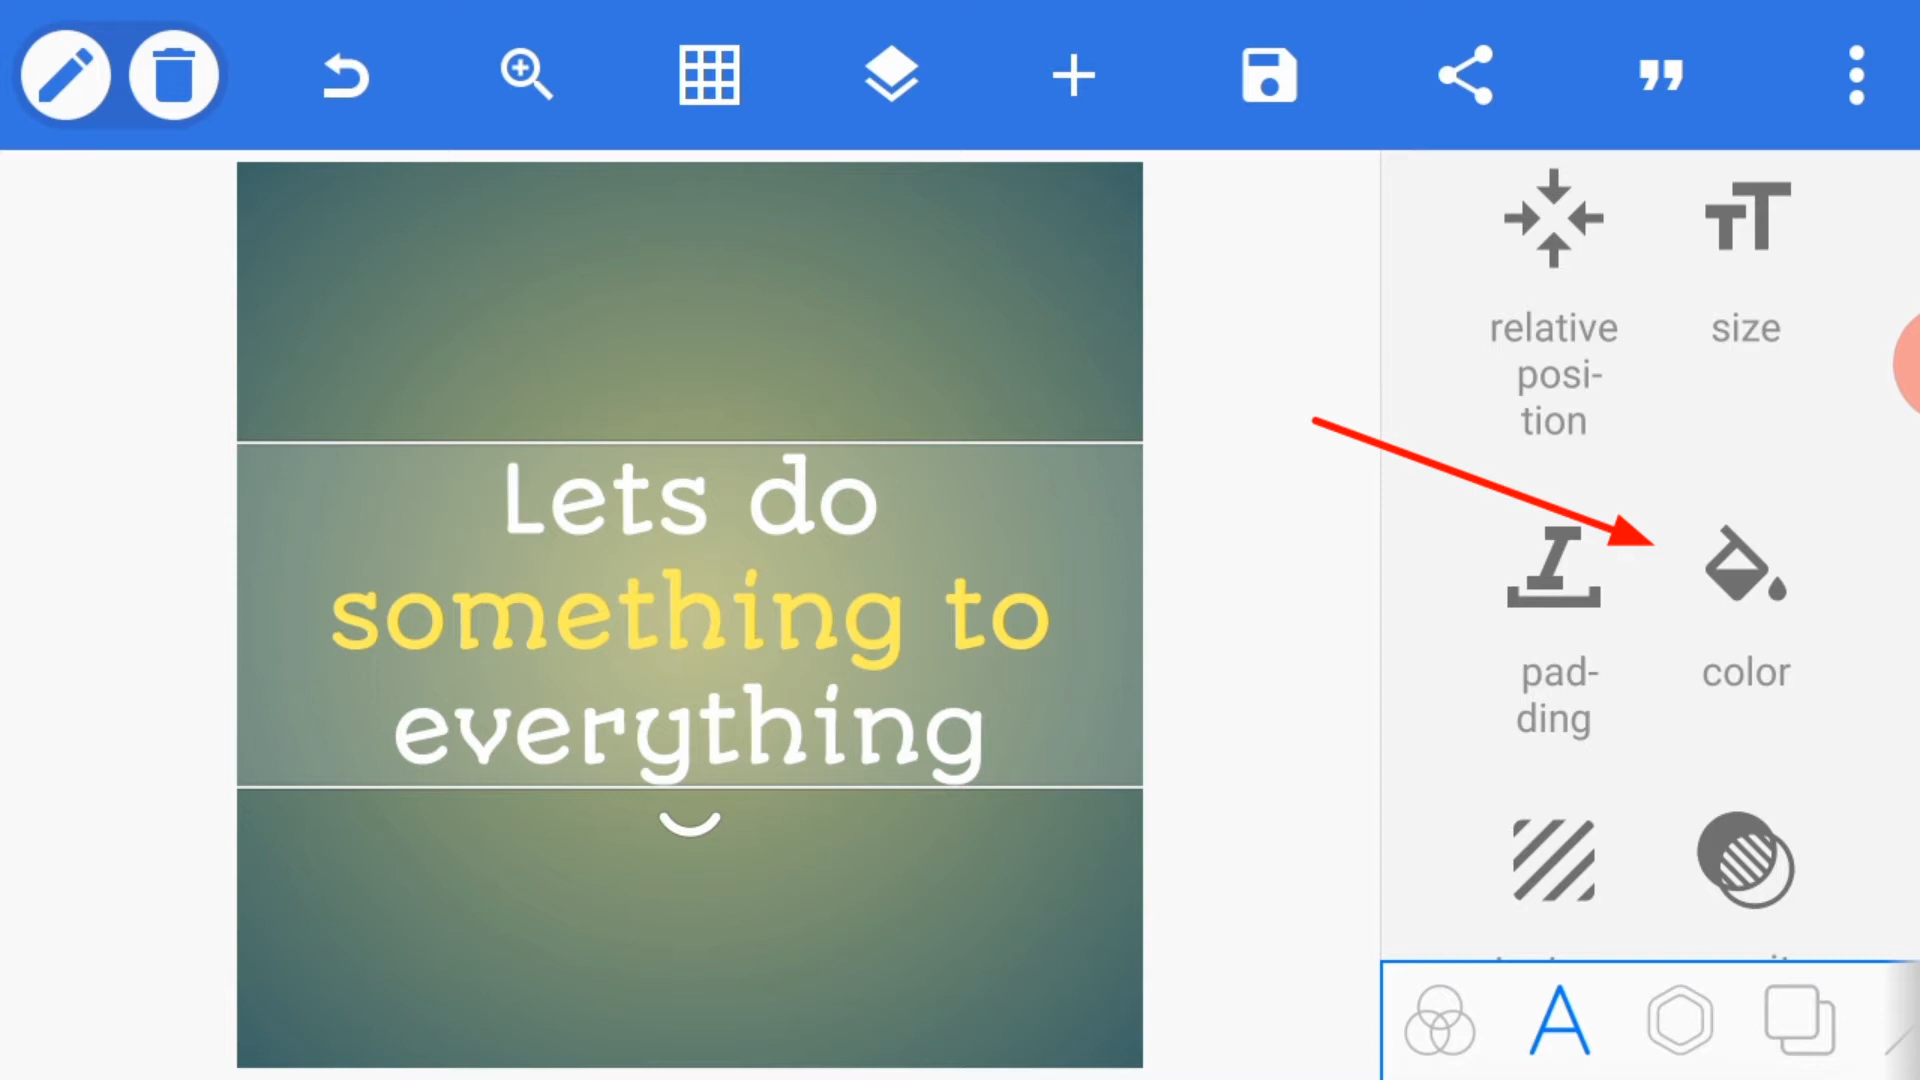 relative
posi-
tion
size
Lets do
something to
everything
pad-
ding
color